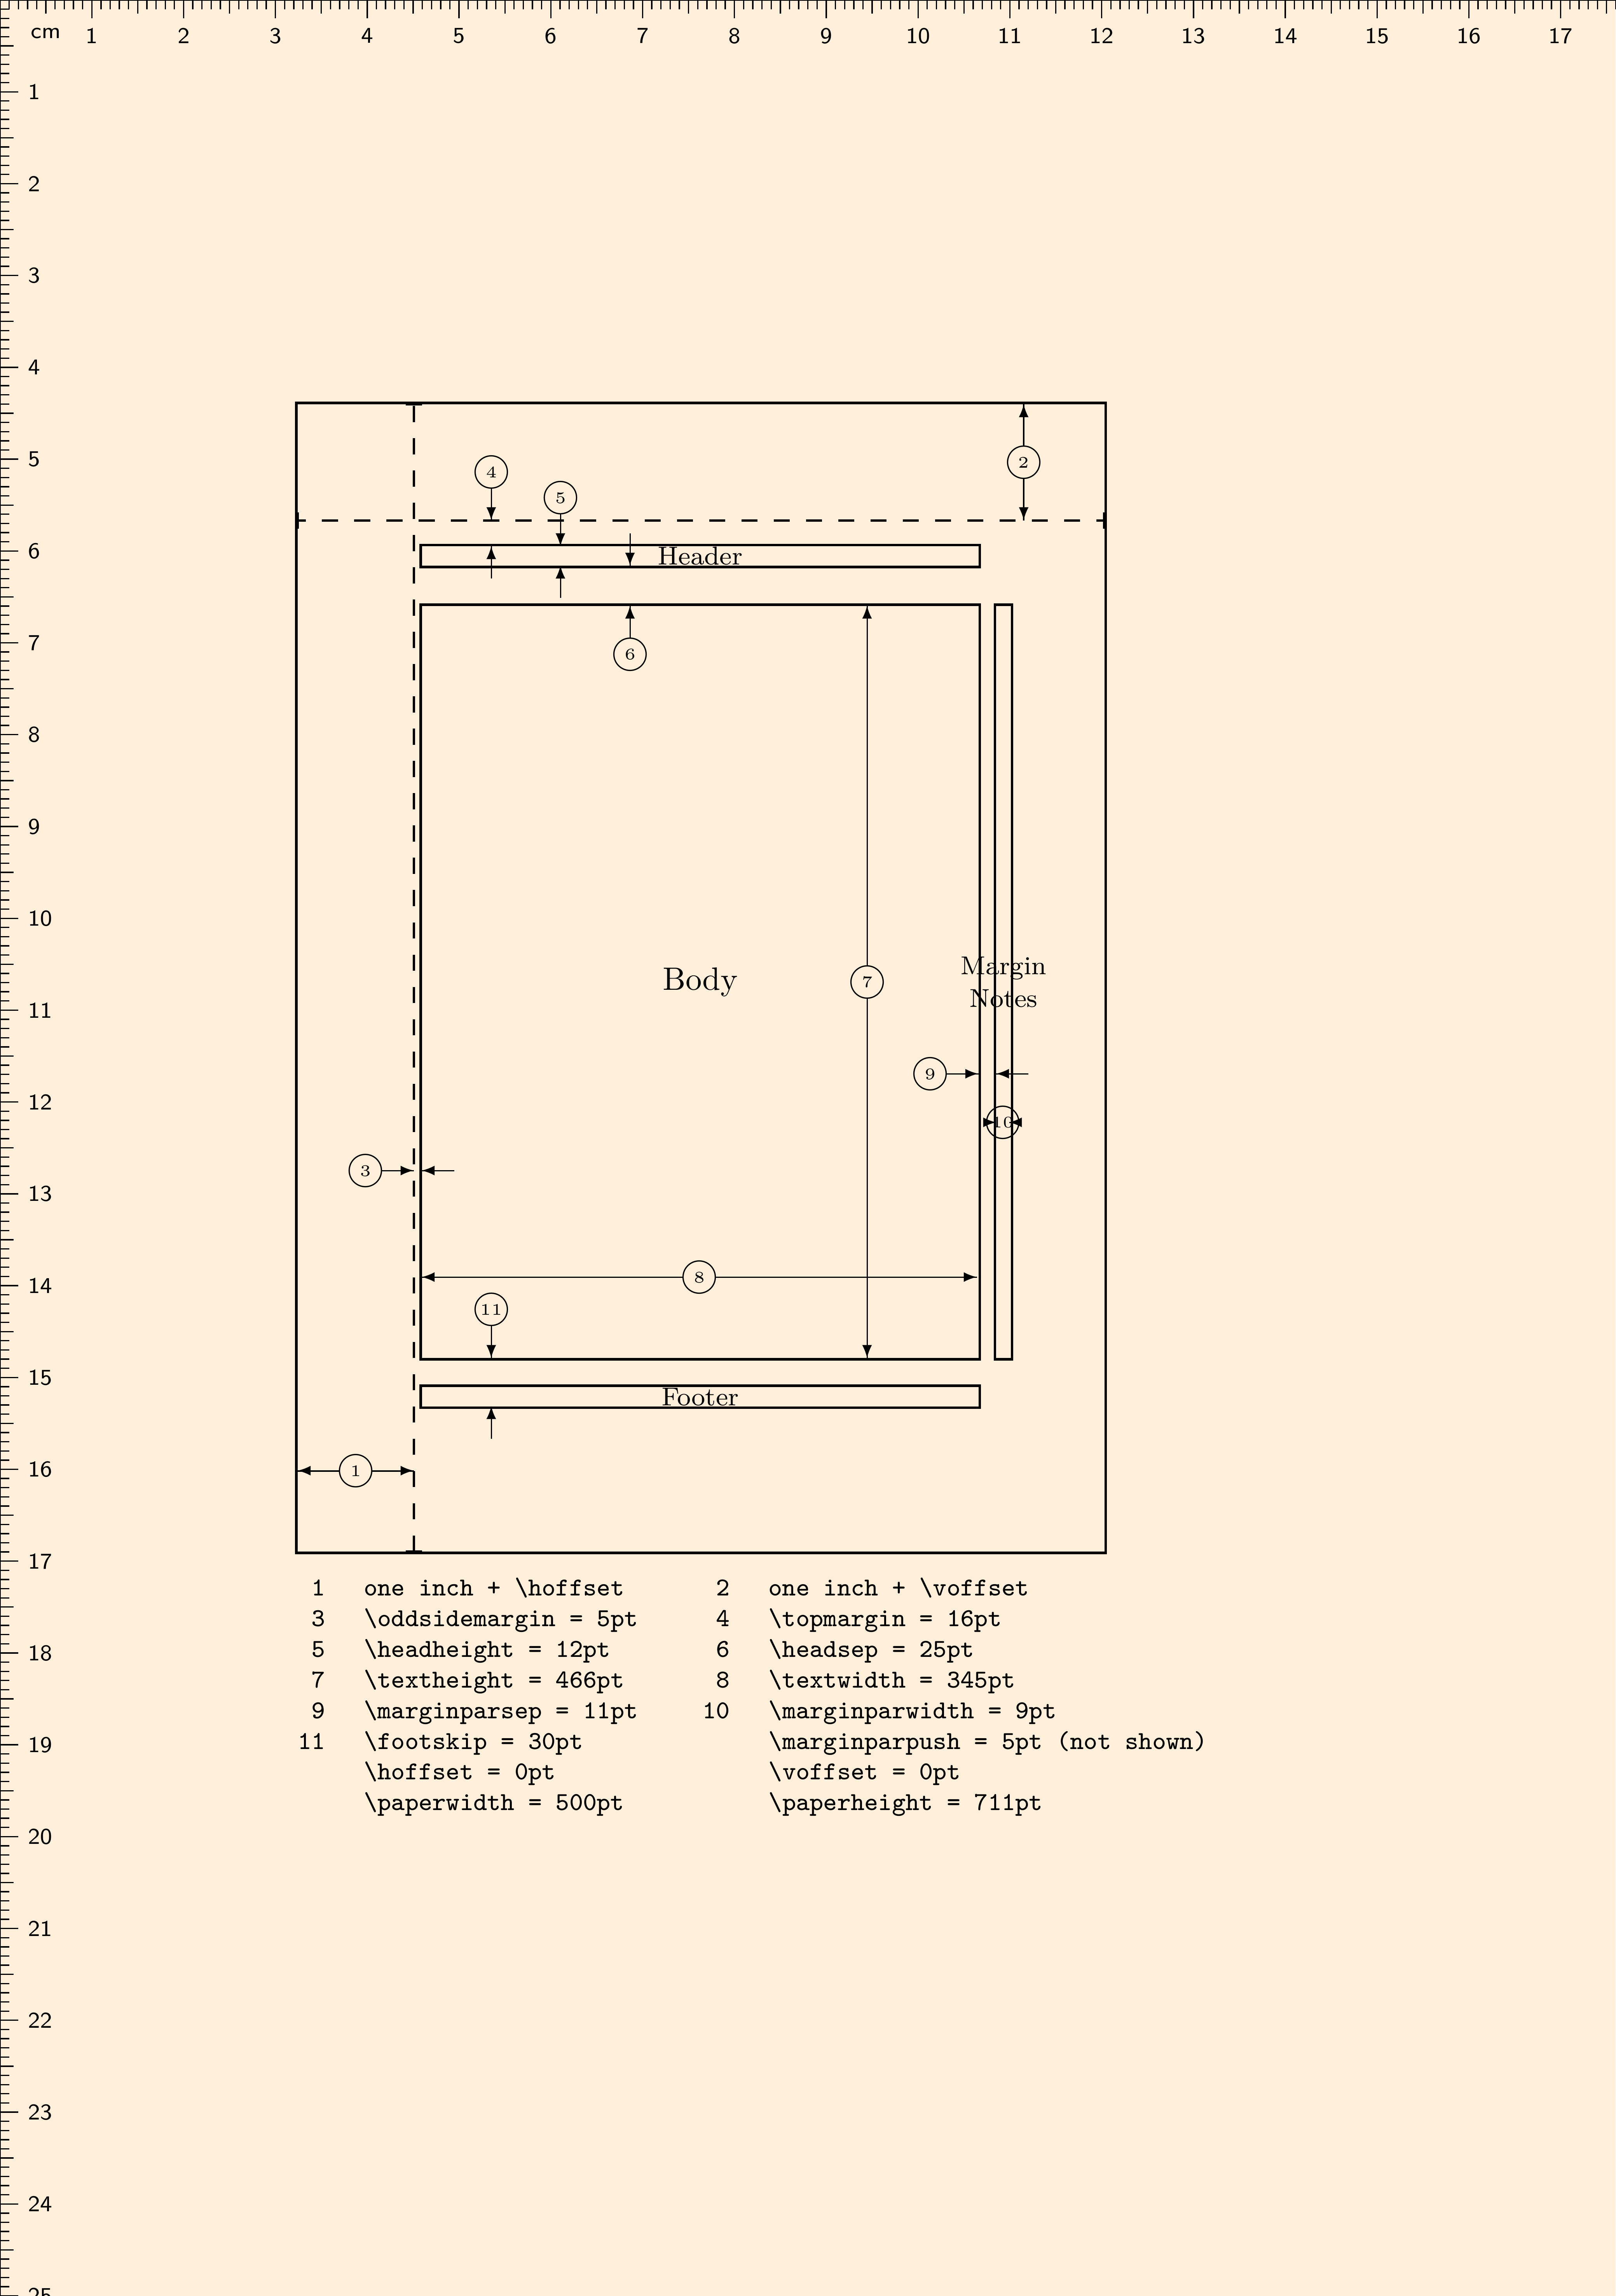 cm 1 2 3 4 5 6 7 8 9 10 11 12 13 14 15 16 17
1
2
3
4
5
6
7
8
9
10
11
12
13
14
15
16
17
18
19
20
21
22
23
24
25
2
4
5
Header
6
Body
7
Margin
Notes
9
10
3
8
11
Footer
1
1 one inch + \hoffset 2 one inch + \voffset
3 \oddsidemargin = 5pt 4 \topmargin = 16pt
5 \headheight = 12pt 6 \headsep = 25pt
7 \textheight = 466pt 8 \textwidth = 345pt
9 \marginparsep = 11pt 10 \marginparwidth = 9pt
11 \footskip = 30pt \marginparpush = 5pt (not shown)
\hoffset = 0pt \voffset = 0pt
\paperwidth = 500pt \paperheight = 711pt